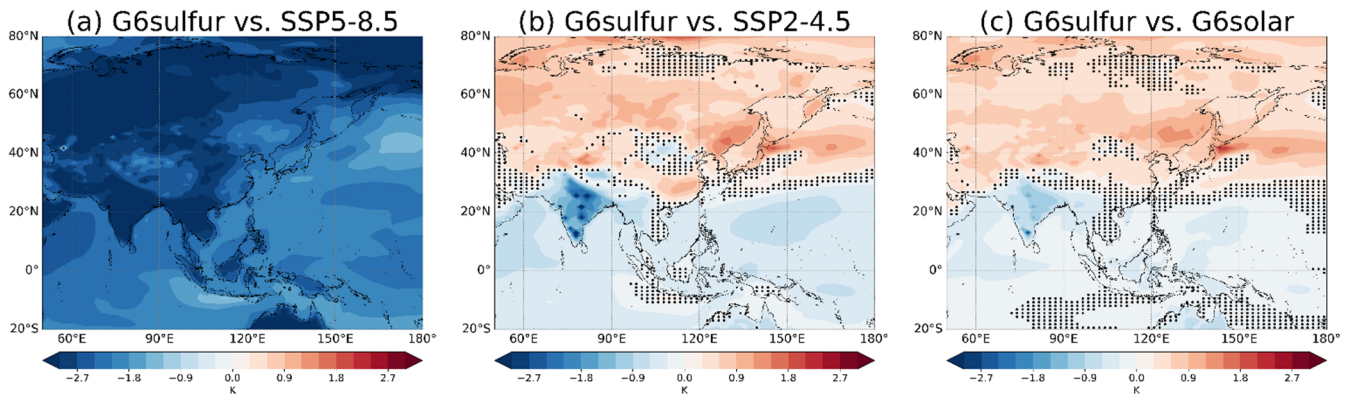 (a) G6sulfur vs. SSP5-8.5 (b) G6sulfur vs. SSP2-4.5 (c) G6sulfur vs. G6solar
80°N 80°N 80°N
60°N 60°N 60°N
40°N 40°N 40°N
20°N 20°N 20°N
0° 0° 0°
20°S 20°S 20°S
60°E 90°E 120°E 150°E 180° 60°E 90°E 120°E 150°E 180° 60°E 90°E 120°E 150°E 180°
−2.7 −1.8 −0.9 0.0 0.9 1.8 2.7 −2.7 −1.8 −0.9 0.0 0.9 1.8 2.7 −2.7 −1.8 −0.9 0.0 0.9 1.8 2.7
K K K